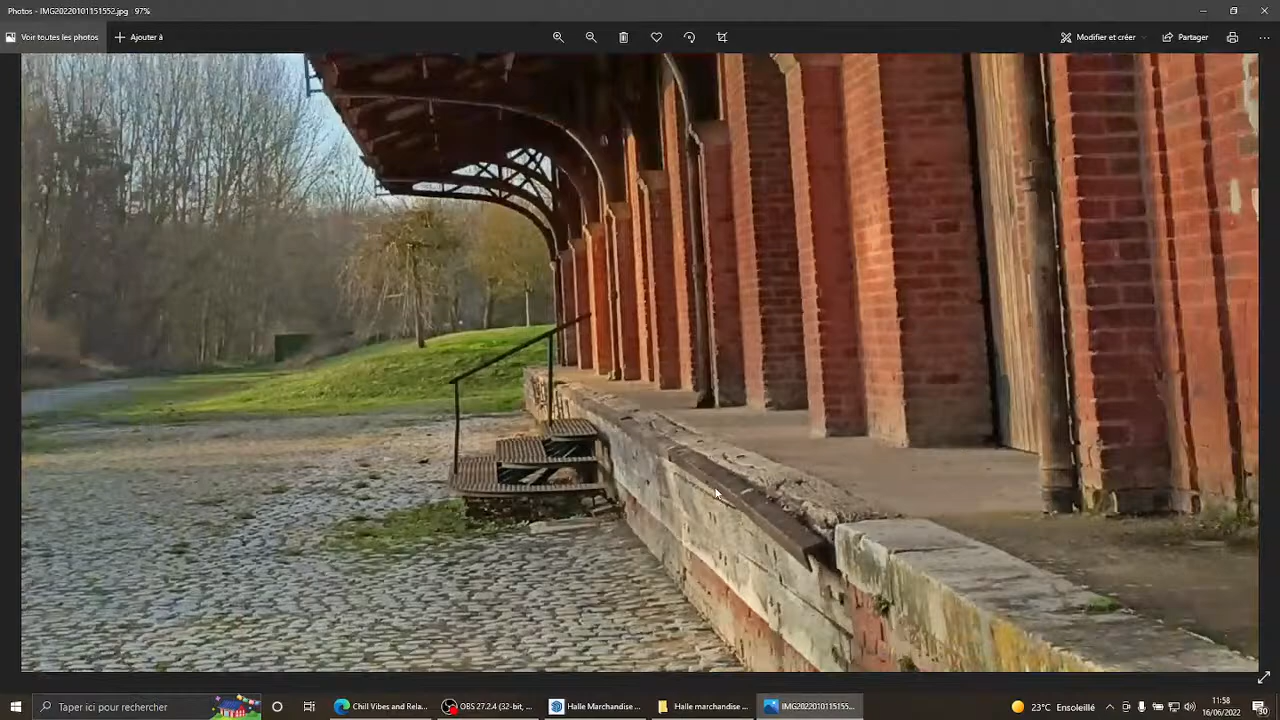 Photos - IMG20220101151552.jpg  97%
Voir toutes les photos
Ajouter à
Modifier et créer
Partager
Taper ici pour rechercher
Chill Vibes and Rela...
OBS 27.2.4 (32-bit, ...
Halle Marchandise ...
Halle marchandise ...
IMG2022010115155...
23°C Ensoleillé
11:58
16/06/2022
30